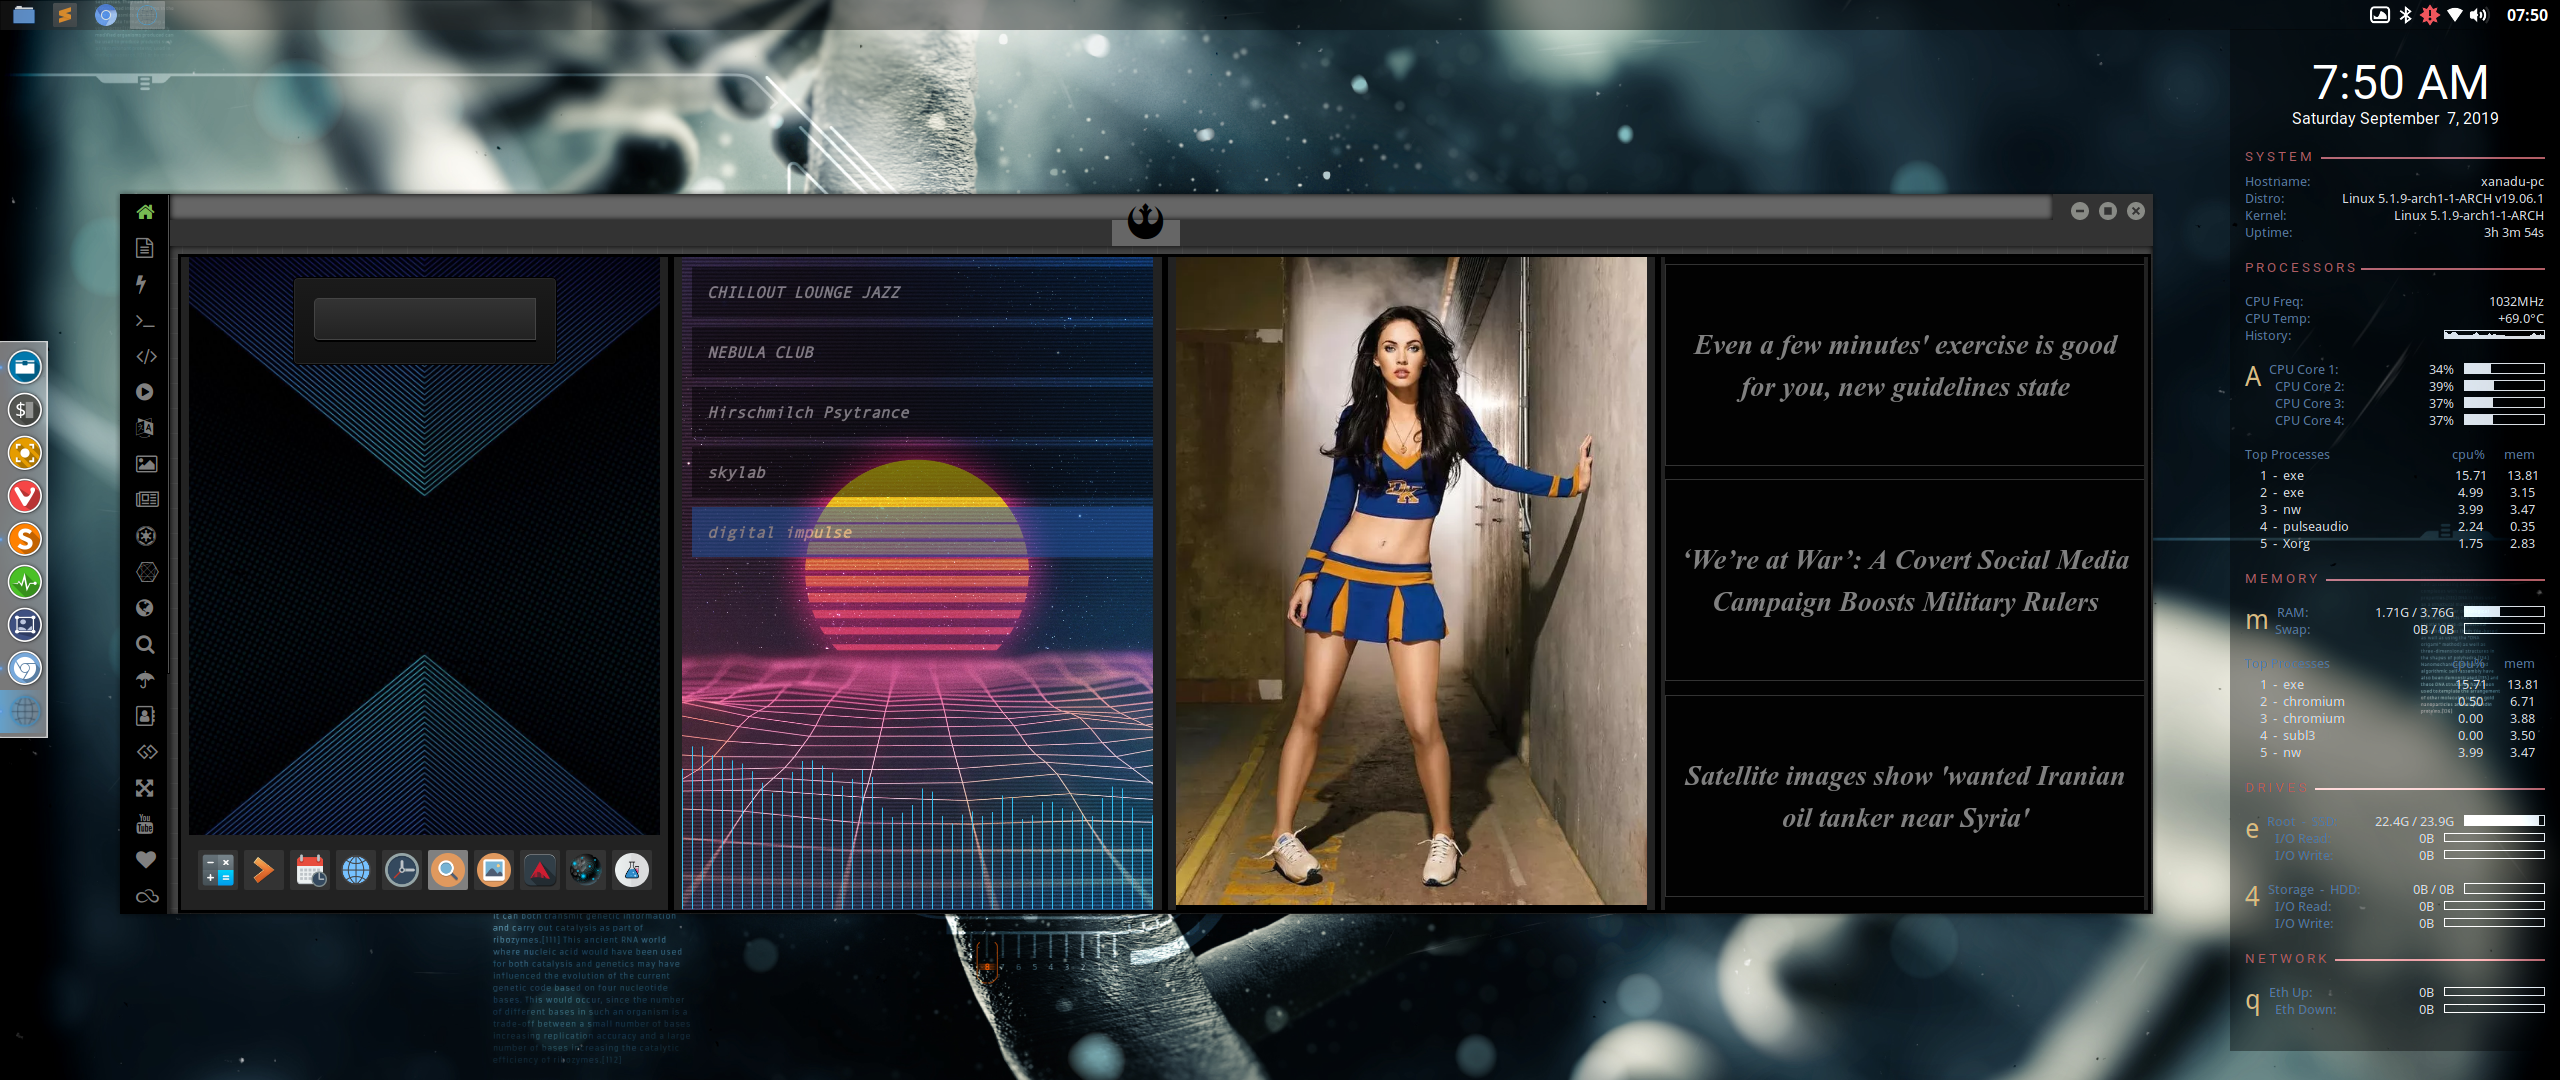 07:50
7:50 AM
Saturday September 7, 2019
SYSTEM
Hostname: xanadu-pc
Distro: Linux 5.1.9-arch1-1-ARCH v19.06.1
Kernel: Linux 5.1.9-arch1-1-ARCH
Uptime: 3h 3m 54s
PROCESSORS
CPU Freq: 1032MHz
CPU Temp: +69.0°C
History:
A CPU Core 1: 34%
CPU Core 2: 39%
CPU Core 3: 37%
CPU Core 4: 37%
Top Processes cpu% mem
1 - exe 15.71 13.81
2 - exe 4.99 3.15
3 - nw 3.99 3.47
4 - pulseaudio 2.24 0.35
5 - Xorg 1.75 2.83
MEMORY
m RAM: 1.71G / 3.76G
Swap: 0B / 0B
Top Processes cpu% mem
1 - exe 15.71 13.81
2 - chromium 0.50 6.71
3 - chromium 0.00 3.88
4 - subl3 0.00 3.50
5 - nw 3.99 3.47
DRIVES
e Root 22.4G / 23.9G
I/O Read: 0B
I/O Write: 0B
4 Storage - HDD: 0B / 0B
I/O Read: 0B
I/O Write: 0B
NETWORK
q Eth Up: 0B
Eth Down: 0B
CHILLOUT LOUNGE JAZZ
NEBULA CLUB
Hirschmilch Psytrance
skylab
digital impulse
Even a few minutes' exercise is good
for you, new guidelines state
‘We’re at War’: A Covert Social Media
Campaign Boosts Military Rulers
Satellite images show 'wanted Iranian
oil tanker near Syria'
You
Tube
it can both transmit genetic information
and carry out catalysis as part of
ribozymes.[111] This ancient RNA world
where nucleic acid would have been used
for both catalysis and genetics may have
influenced the evolution of the current
genetic code based on four nucleotide
bases. This would occur, since the number
of different bases in such an organism is a
trade-off between a small number of bases
increasing replication accuracy and a large
number of bases increasing the catalytic
efficiency of ribozymes.[112]
8 7 6 5 4 3 2